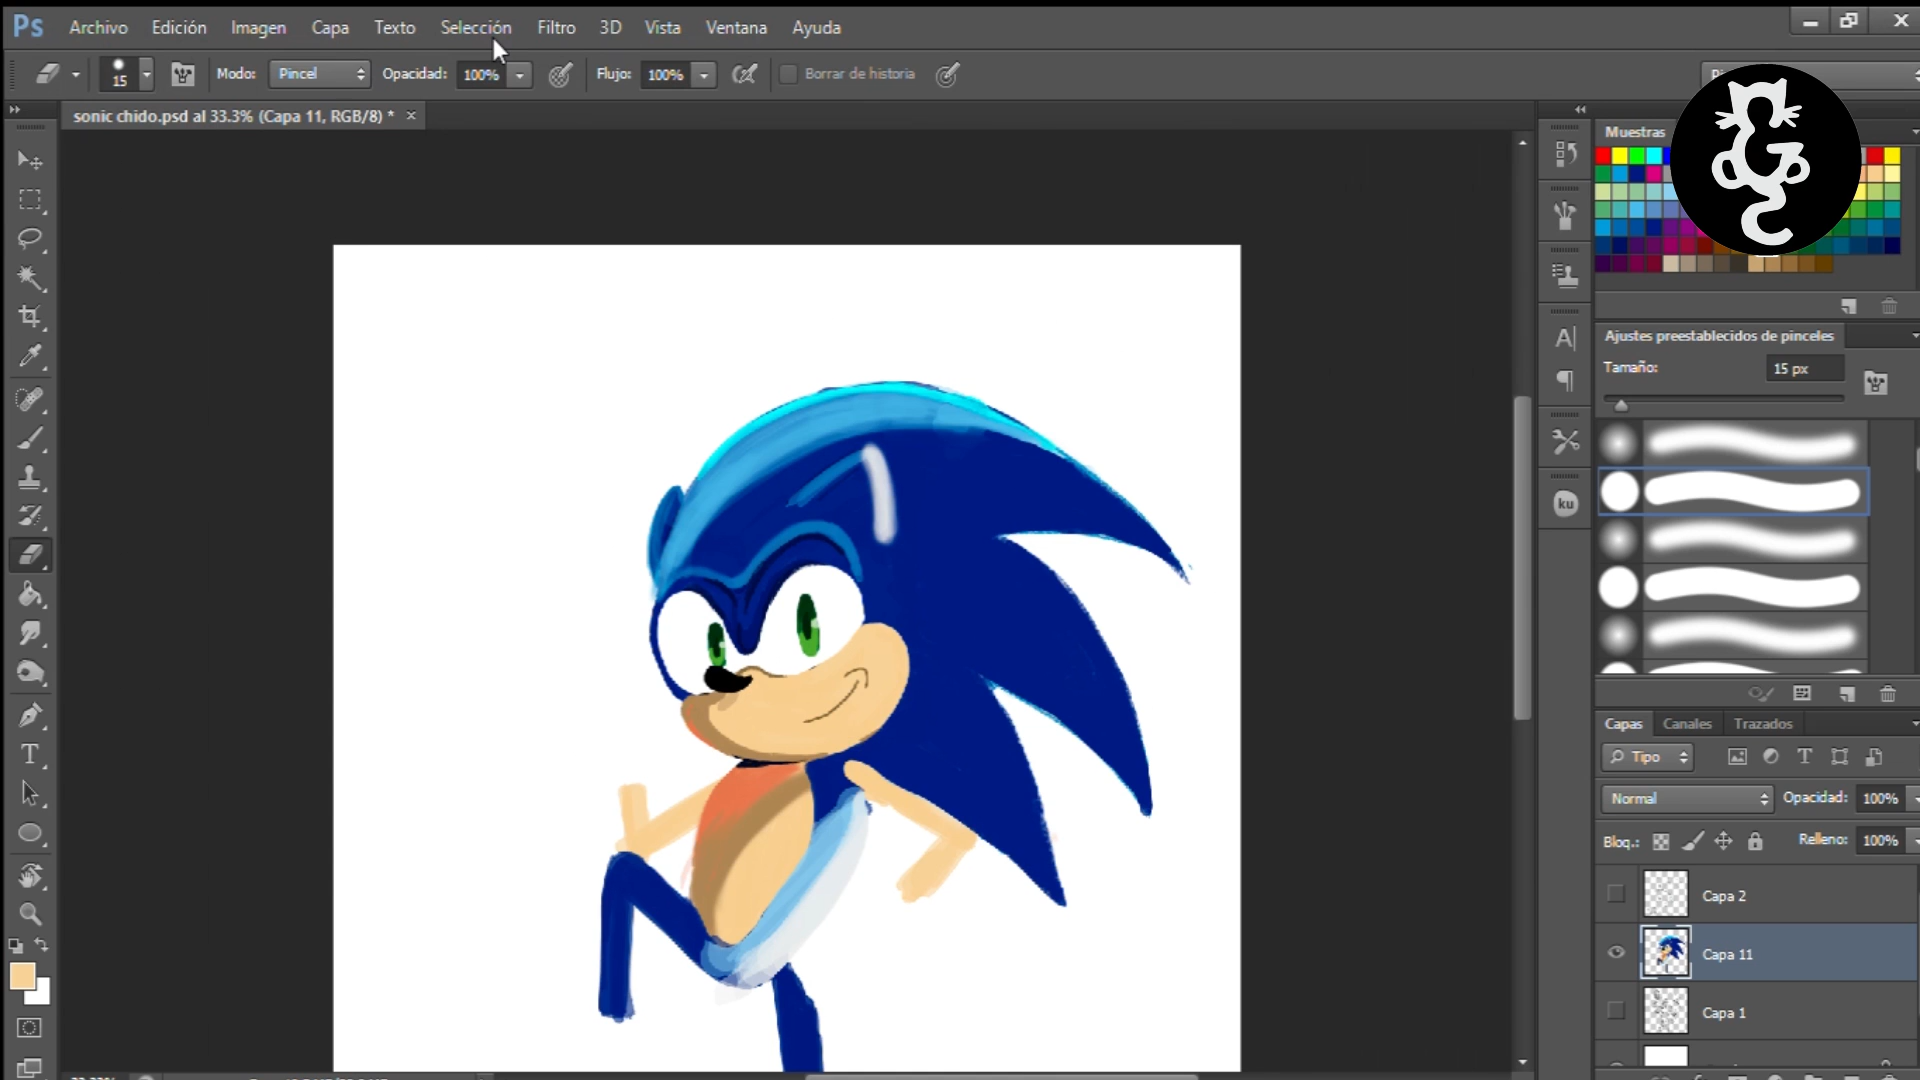 Ps Archivo Edición Imagen Capa Texto Selección Filtro 3D Vista Ventana Ayuda
15 Modo: Pincel Opacidad: 100% Flujo: 100% Borrar de historia
sonic chido.psd al 33.3% (Capa 11, RGB/8) * ×
Muestras
Ajustes preestablecidos de pinceles
Tamaño: 15 px
A
ku
Capas Canales Trazados
Tipo
Normal Opacidad: 100%
Bloq.: Relleno: 100%
Capa 2
Capa 11
Capa 1